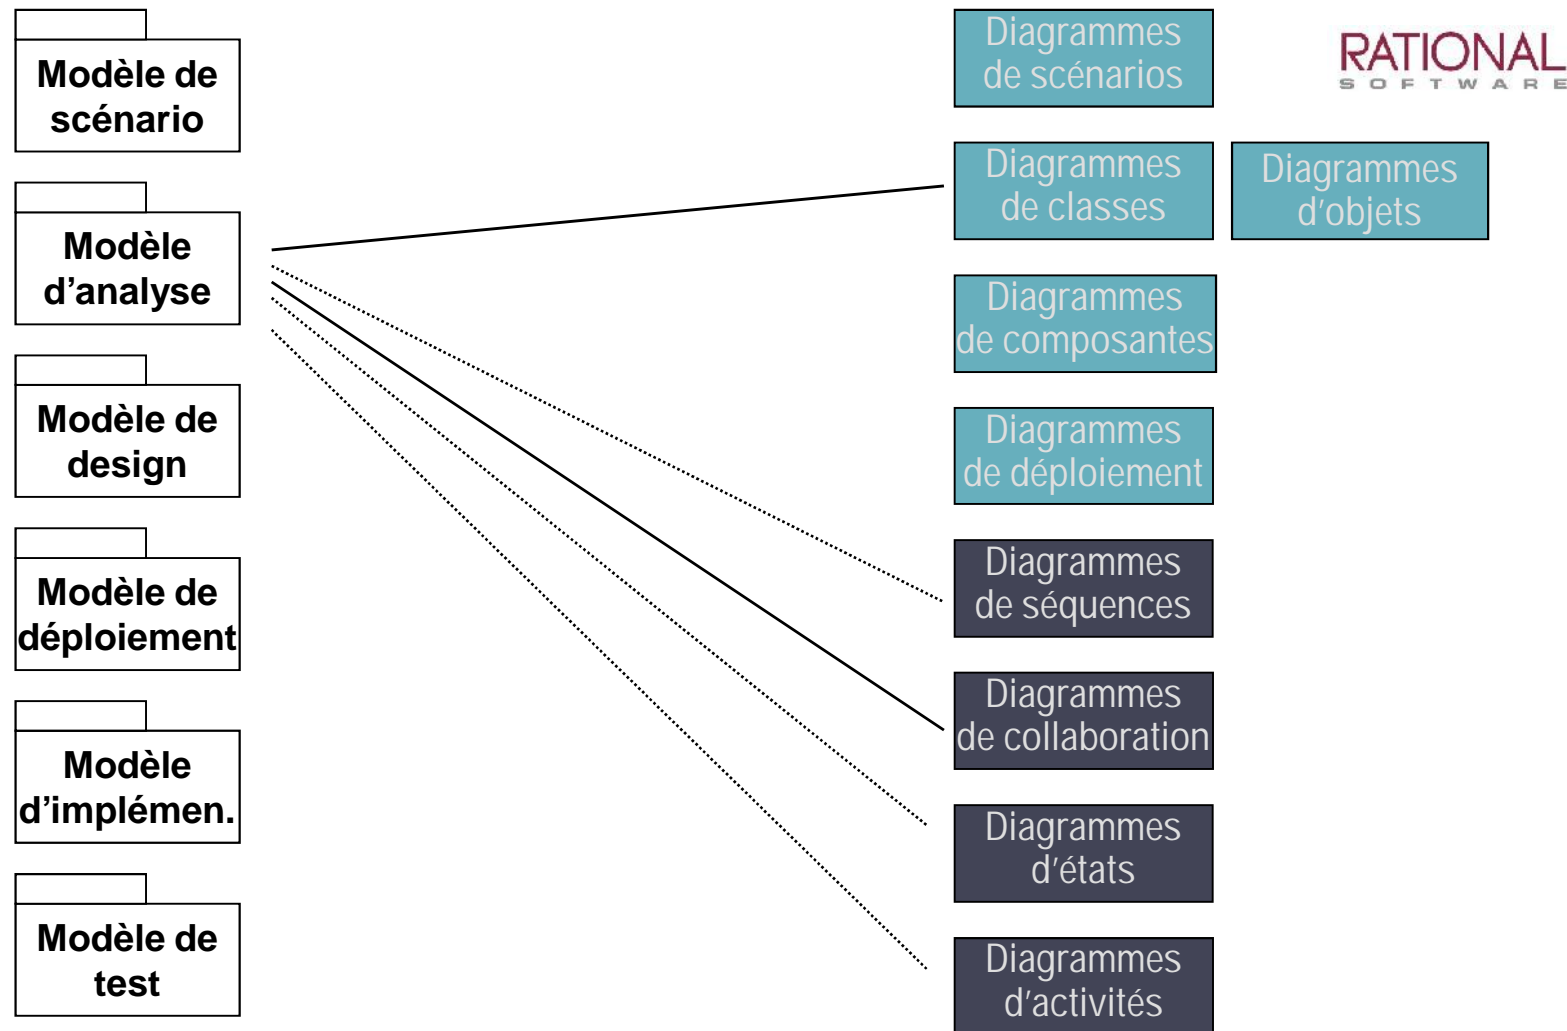 Modèle de
scénario
Modèle
d’analyse
Modèle de
design
Modèle de
déploiement
Modèle
d’implémen.
Modèle de
test
Diagrammes
de scénarios
Diagrammes
de classes
Diagrammes
d’objets
Diagrammes
de composantes
Diagrammes
de déploiement
Diagrammes
de séquences
Diagrammes
de collaboration
Diagrammes
d’états
Diagrammes
d’activités
RATIONAL
SOFTWARE